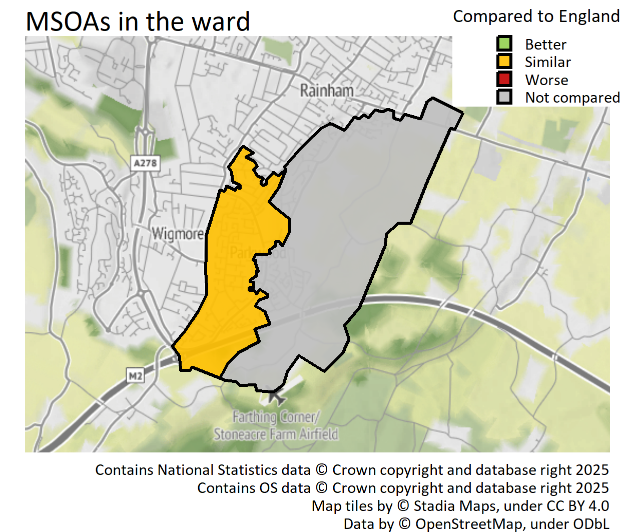 MSOAs in the ward
Compared to England
Better
Similar
Worse
Not compared
Rainham
A278
Wigmore
M2
Farthing Corner/
Stoneacre Farm Airfield
Contains National Statistics data © Crown copyright and database right 2025
Contains OS data © Crown copyright and database right 2025
Map tiles by © Stadia Maps, under CC BY 4.0
Data by © OpenStreetMap, under ODbL